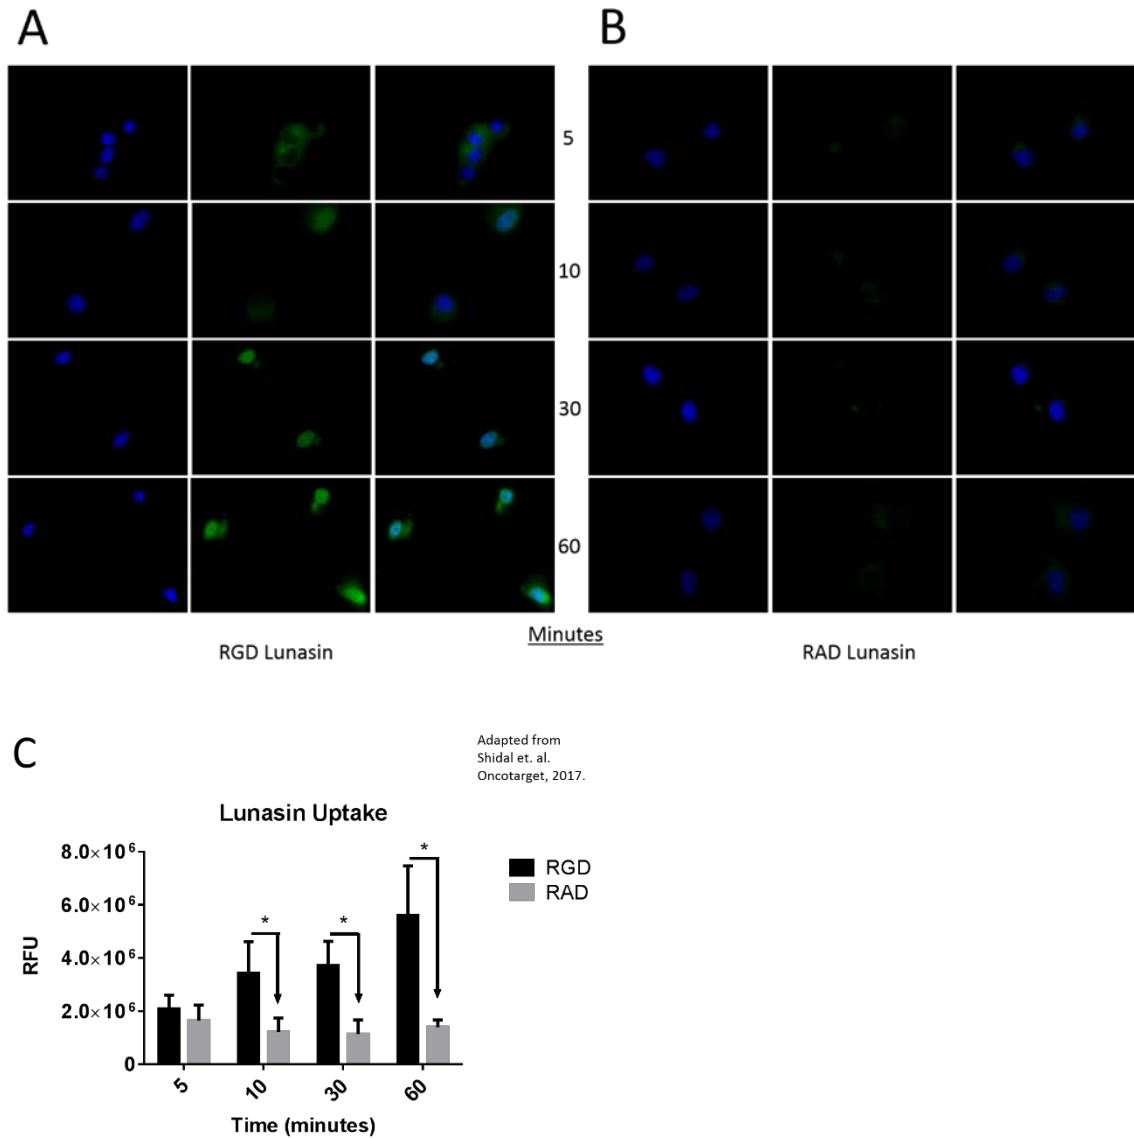 A
B
5
10
30
60
Minutes
RGD Lunasin
RAD Lunasin
C
Adapted from
Shidal et. al.
Oncotarget, 2017.
Lunasin Uptake
8.0×10⁶
6.0×10⁶
4.0×10⁶
2.0×10⁶
0
RFU
*
*
*
RGD
RAD
5
10
30
60
Time (minutes)